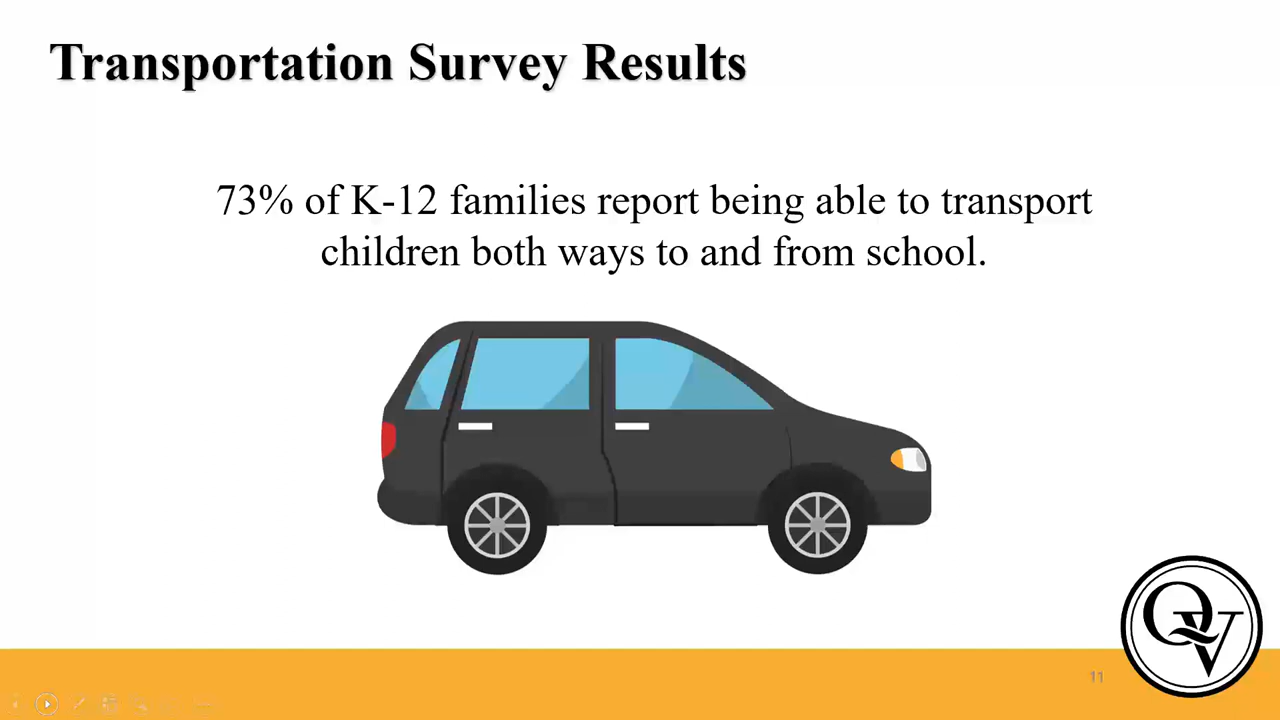 Transportation Survey Results
73% of K-12 families report being able to transport
children both ways to and from school.
QV
11